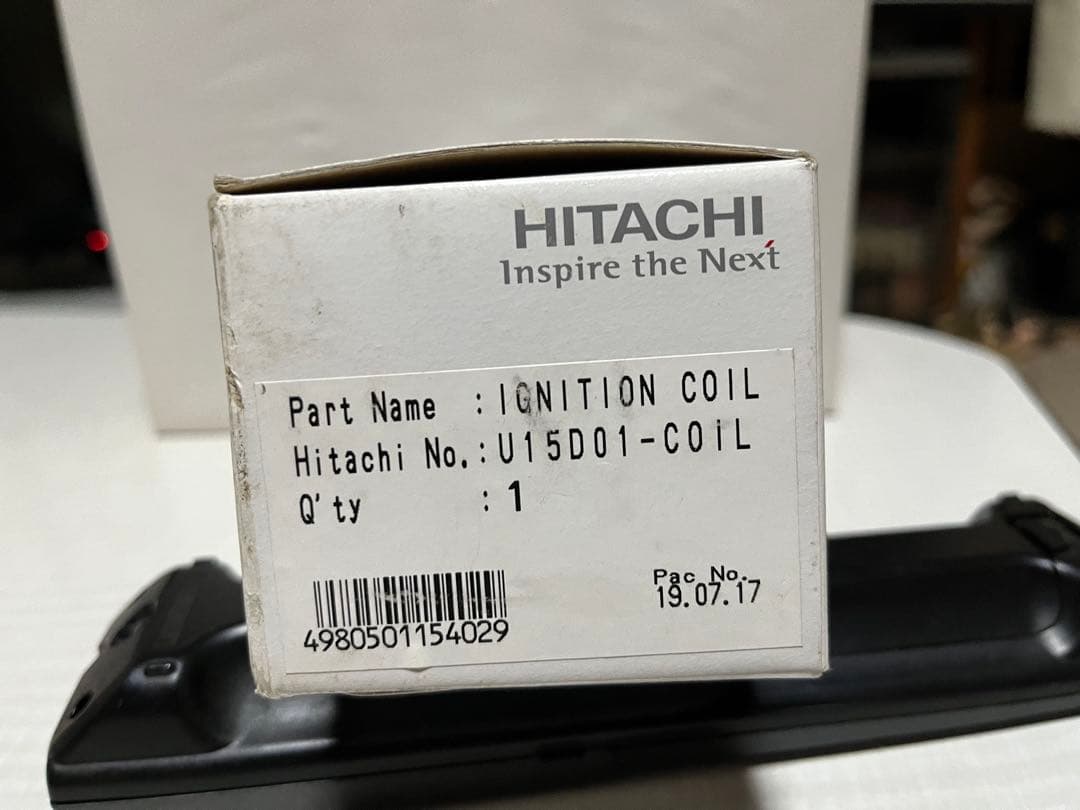 HITACHI
Inspire the Next
Part Name : IGNITION COIL
Hitachi No.: U15D01-COiL
Q'ty : 1
Pac No.
19.07.17
4980501154029